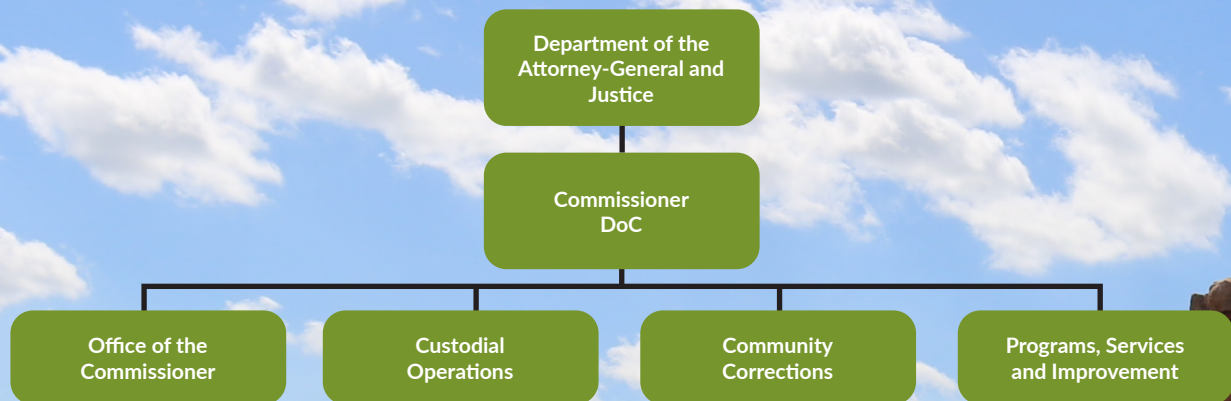 Department of the
Attorney-General and
Justice
Commissioner
DoC
Office of the
Commissioner
Custodial
Operations
Community
Corrections
Programs, Services
and Improvement